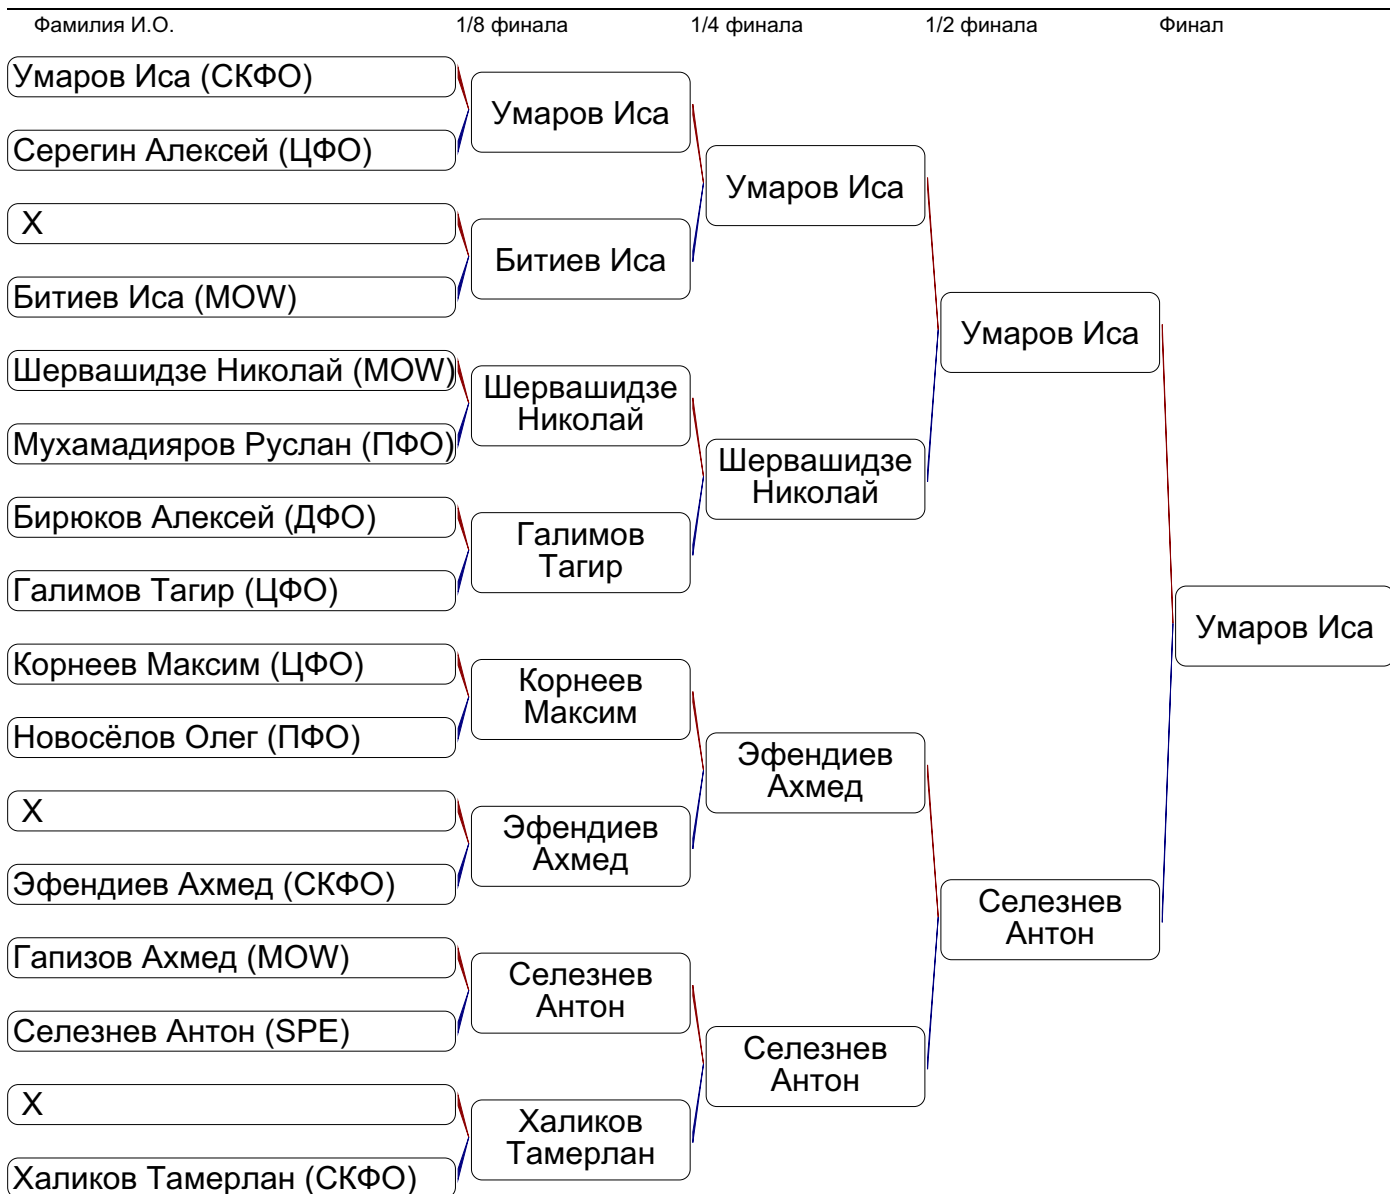 Фамилия И.О. 1/8 финала 1/4 финала 1/2 финала Финал
Умаров Иса (СКФО)
Серегин Алексей (ЦФО)
X
Битиев Иса (MOW)
Шервашидзе Николай (MOW)
Мухамадияров Руслан (ПФО)
Бирюков Алексей (ДФО)
Галимов Тагир (ЦФО)
Корнеев Максим (ЦФО)
Новосёлов Олег (ПФО)
X
Эфендиев Ахмед (СКФО)
Гапизов Ахмед (MOW)
Селезнев Антон (SPE)
X
Халиков Тамерлан (СКФО)
Умаров Иса
Битиев Иса
Шервашидзе
Николай
Галимов
Тагир
Корнеев
Максим
Эфендиев
Ахмед
Селезнев
Антон
Халиков
Тамерлан
Умаров Иса
Шервашидзе
Николай
Эфендиев
Ахмед
Селезнев
Антон
Умаров Иса
Селезнев
Антон
Умаров Иса